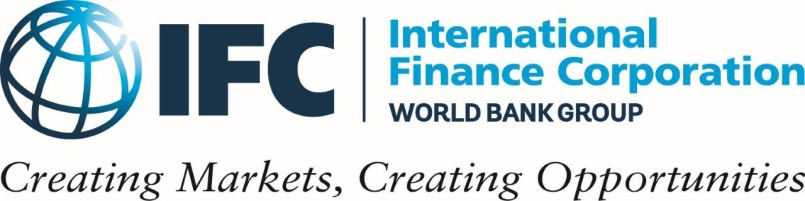 IFC
International
Finance Corporation
WORLD BANK GROUP
Creating Markets, Creating Opportunities